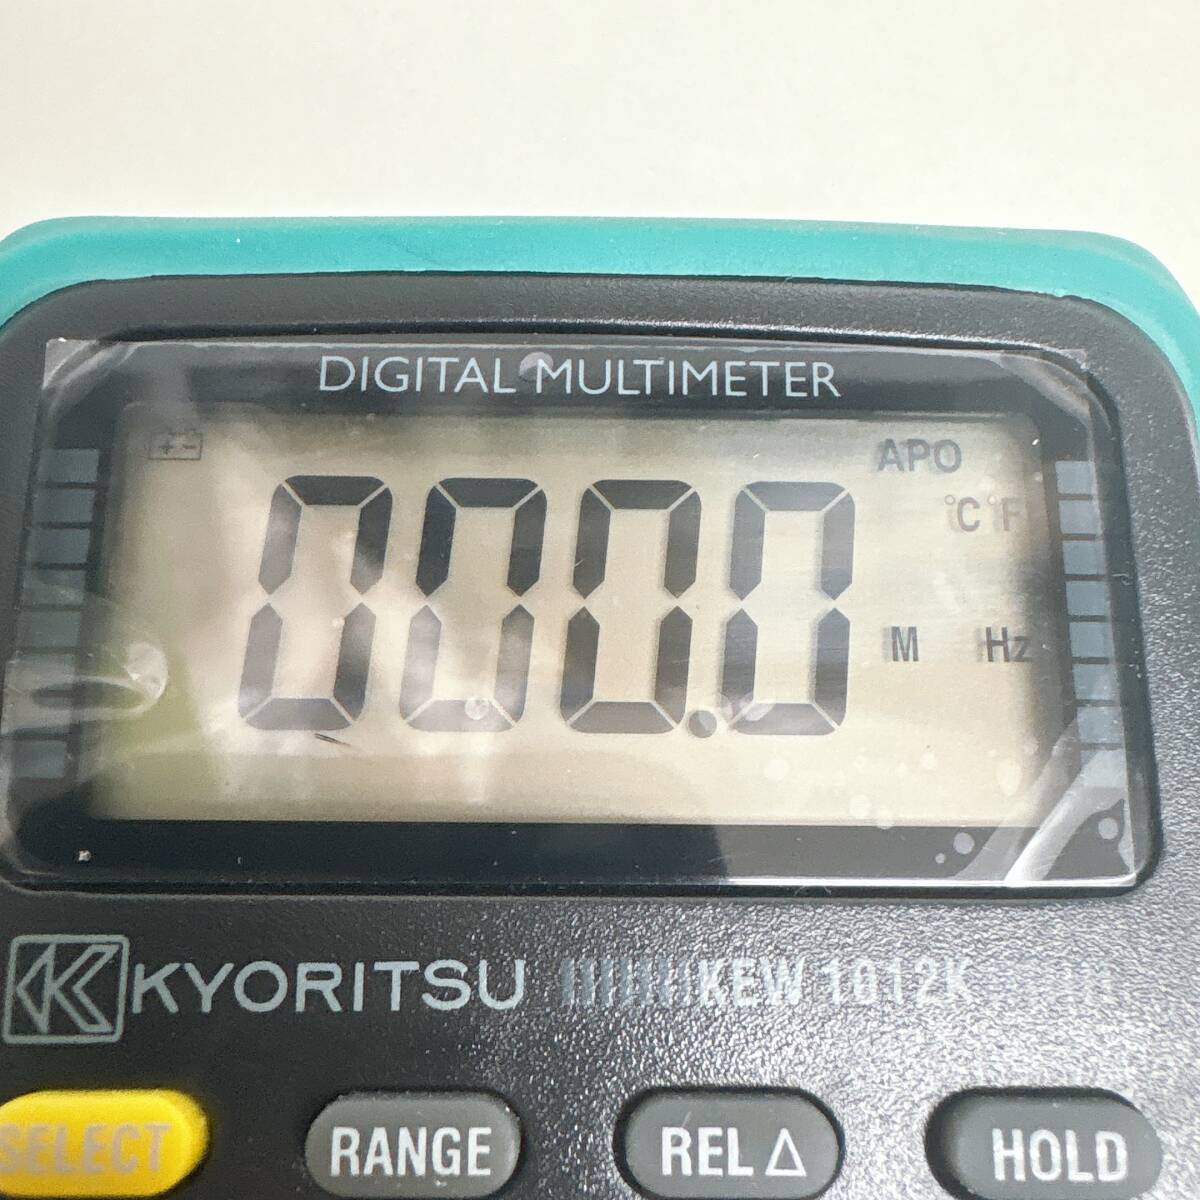 DIGITAL MULTIMETER
APO
°C °F
000.0
M Hz
KYORITSU KEW 1012K
SELECT RANGE REL Δ HOLD